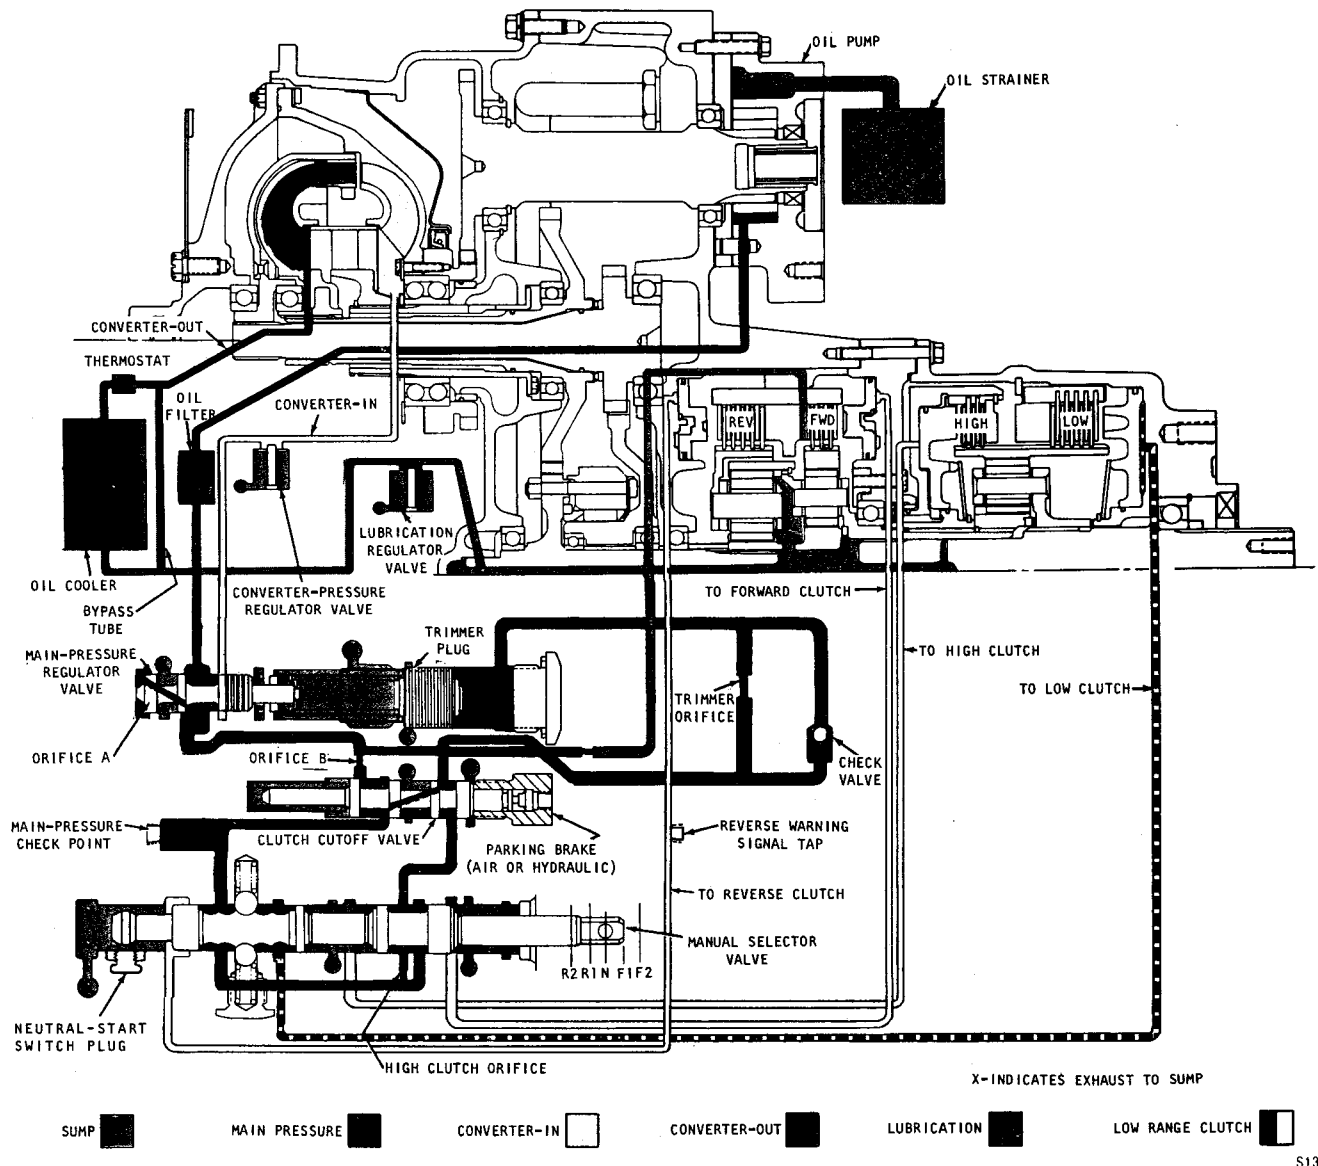 OIL PUMP
OIL STRAINER
CONVERTER-OUT
THERMOSTAT
OIL
FILTER
CONVERTER-IN
REV
FWD
HIGH
LOW
LUBRICATION
REGULATOR
VALVE
OIL COOLER
BYPASS
TUBE
CONVERTER-PRESSURE
REGULATOR VALVE
TO FORWARD CLUTCH
MAIN-PRESSURE
REGULATOR
VALVE
TRIMMER
PLUG
TO HIGH CLUTCH
TO LOW CLUTCH
TRIMMER
ORIFICE
ORIFICE A
ORIFICE B
CHECK
VALVE
MAIN-PRESSURE
CHECK POINT
CLUTCH CUTOFF VALVE
PARKING BRAKE
(AIR OR HYDRAULIC)
REVERSE WARNING
SIGNAL TAP
TO REVERSE CLUTCH
MANUAL SELECTOR
VALVE
R2 R1 N F1 F2
NEUTRAL-START
SWITCH PLUG
HIGH CLUTCH ORIFICE
X-INDICATES EXHAUST TO SUMP
SUMP
MAIN PRESSURE
CONVERTER-IN
CONVERTER-OUT
LUBRICATION
LOW RANGE CLUTCH
S13